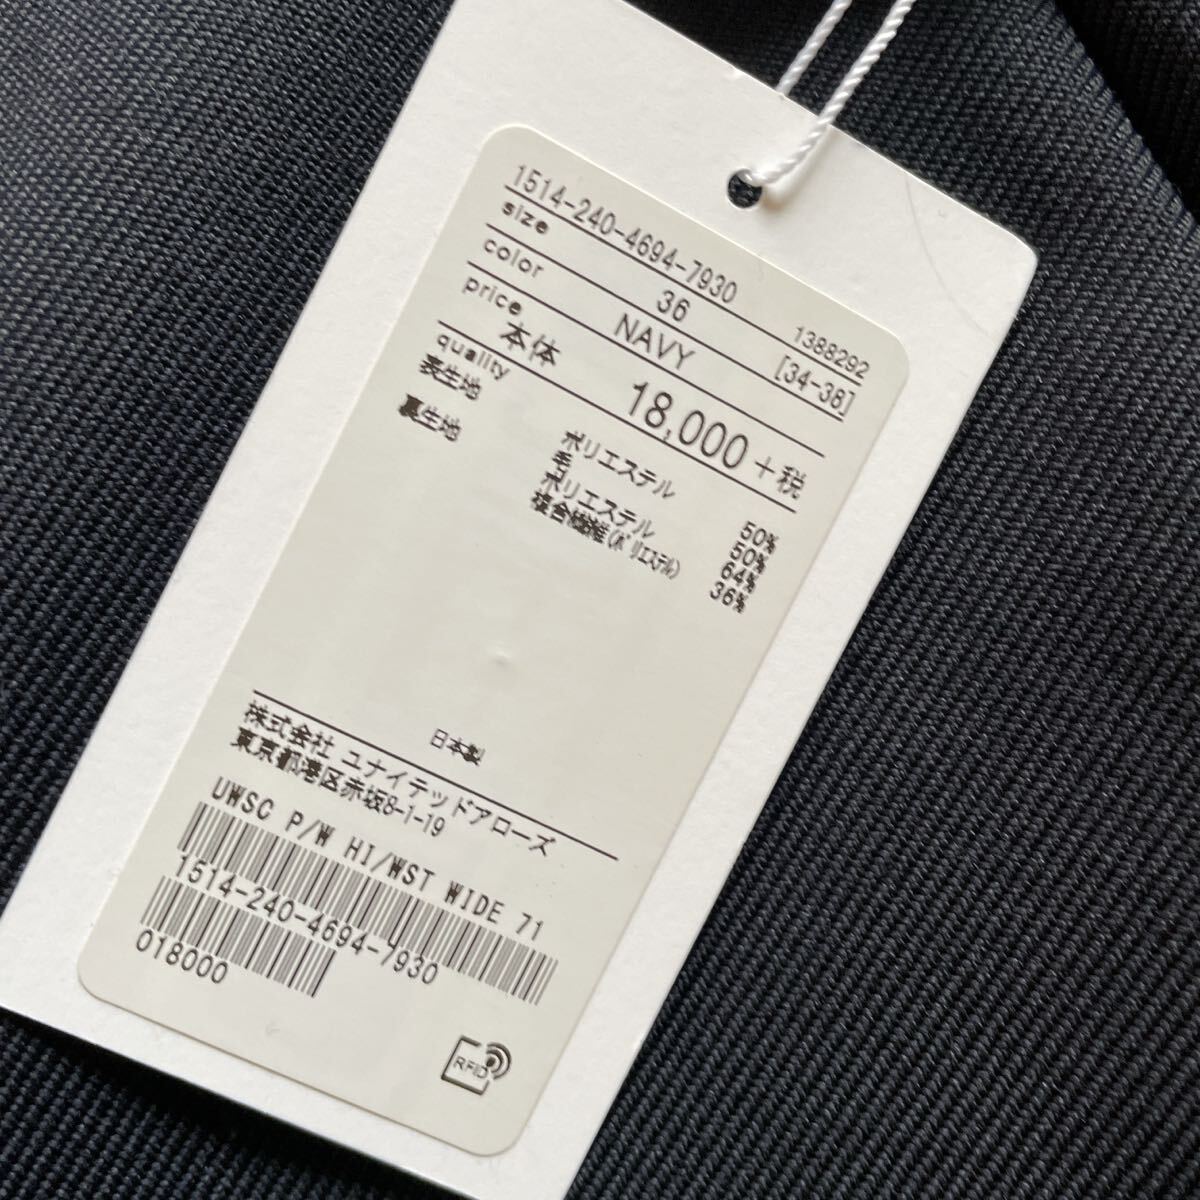 1514-240-4694-7930
1388292
size 36 [34-38]
color NAVY
price 本体 18,000 +税
quality
表生地 ポリエステル 50%
毛 50%
裏生地 ポリエステル 64%
複合繊維(ポリエステル) 36%
日本製
株式会社 ユナイテッドアローズ
東京都港区赤坂8-1-19
UWSC P/W HI/WST WIDE 71
1514-240-4694-7930
018000
RFID